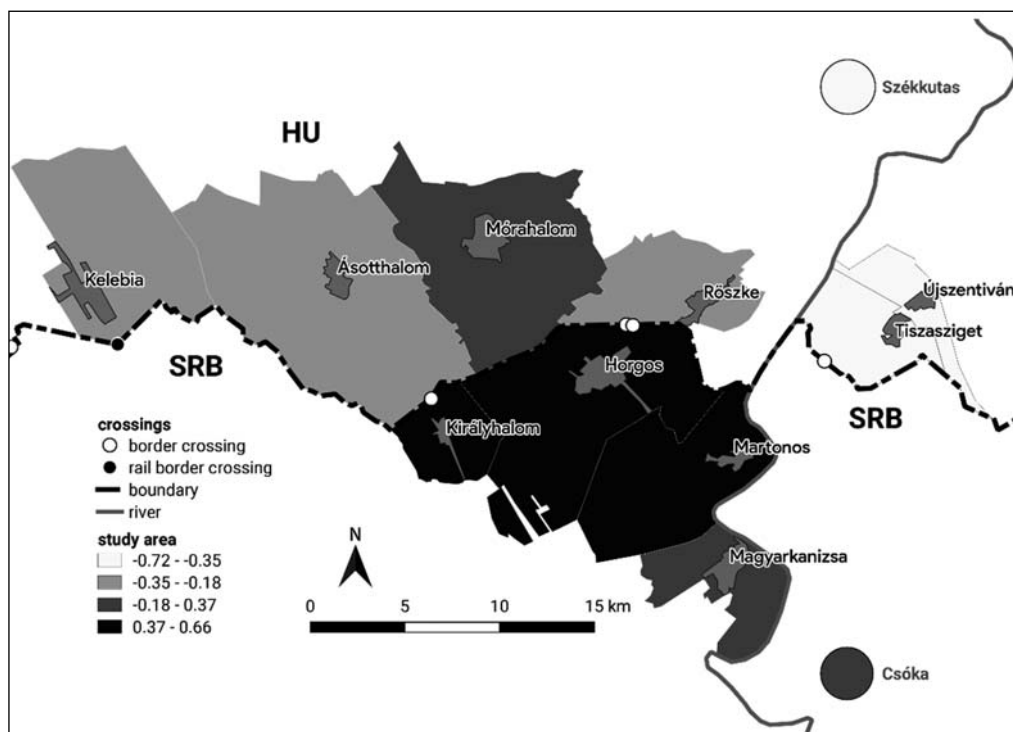 Székkutas
HU
Mórahalom
Ásotthalom
Kelebia
Röszke
Újszentiván
Tiszasziget
SRB
Horgos
SRB
Királyhalom
Martonos
crossings
border crossing
rail border crossing
boundary
river
study area
-0.72 - -0.35
-0.35 - -0.18
-0.18 - 0.37
0.37 - 0.66
N
0 5 10 15 km
Magyarkanizsa
Csóka